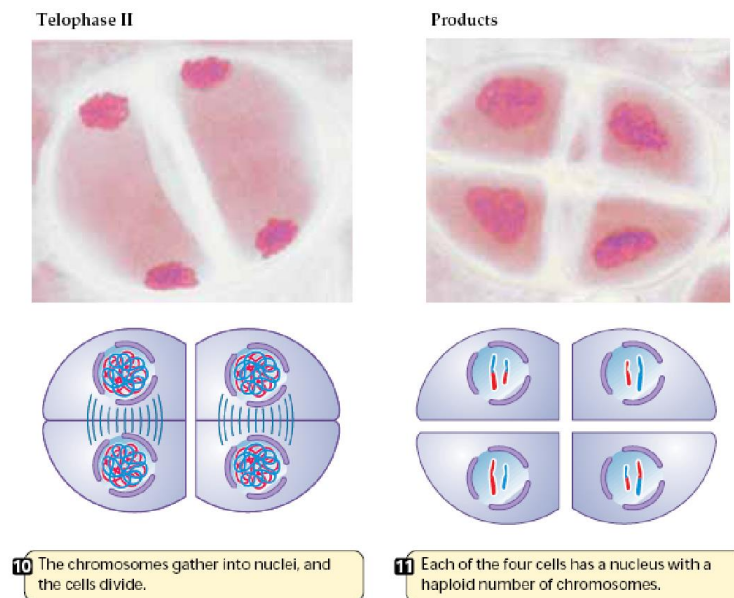 Telophase II
Products
10 The chromosomes gather into nuclei, and
the cells divide.
11 Each of the four cells has a nucleus with a
haploid number of chromosomes.